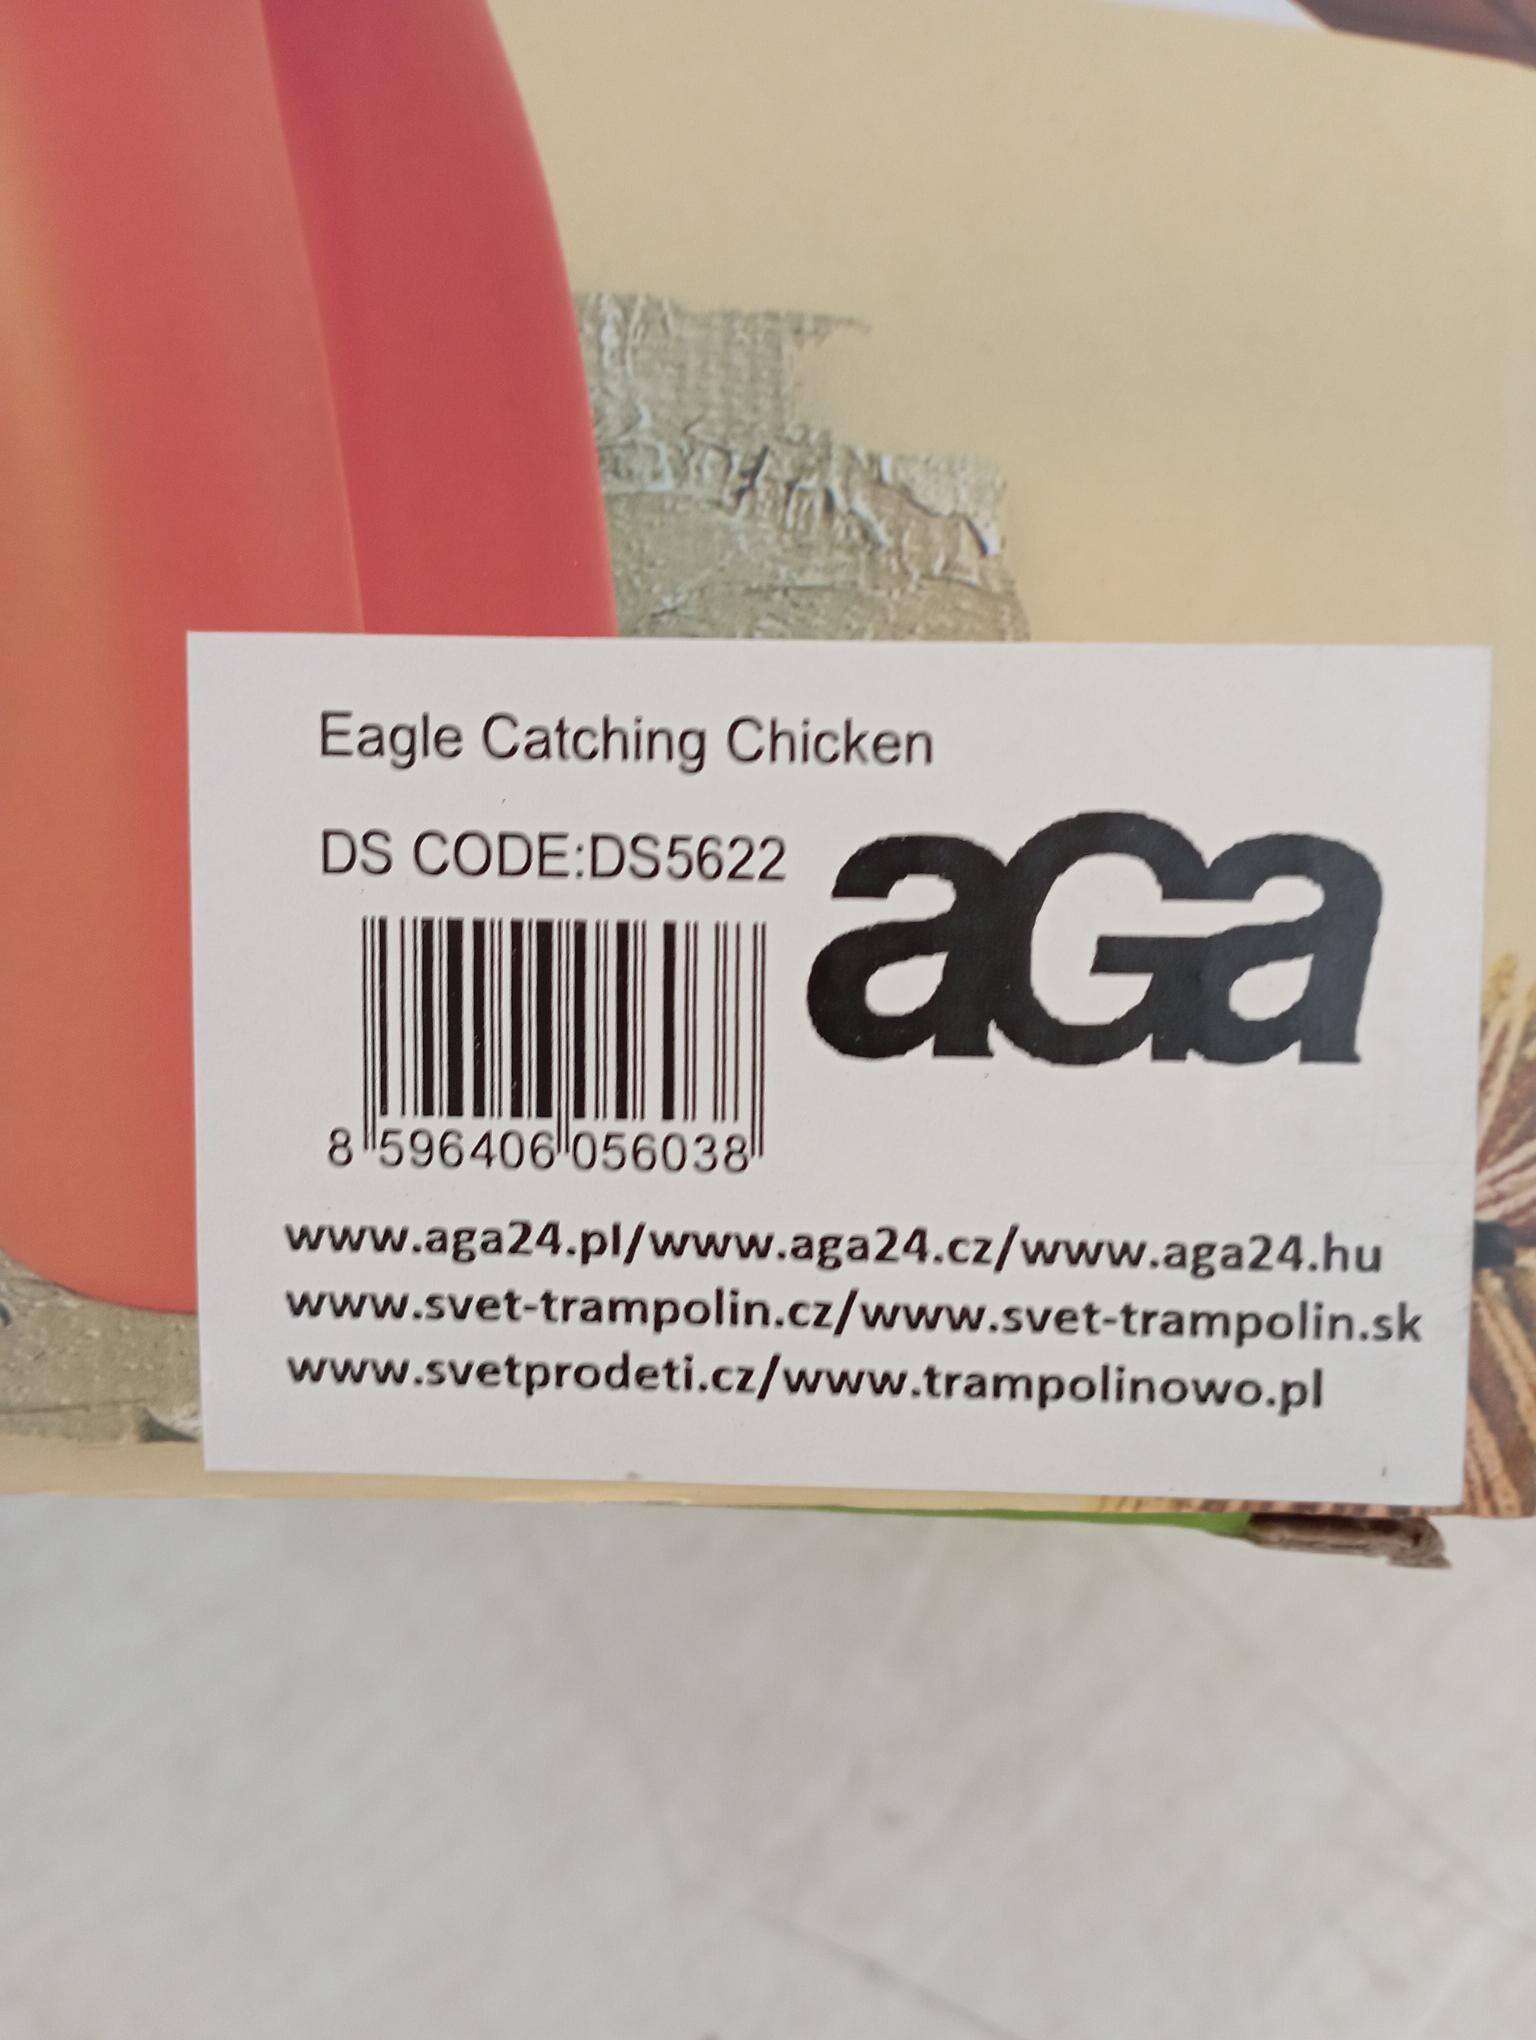 Eagle Catching Chicken
DS CODE:DS5622
aGa
8 596406 056038
www.aga24.pl/www.aga24.cz/www.aga24.hu
www.svet-trampolin.cz/www.svet-trampolin.sk
www.svetprodeti.cz/www.trampolinowo.pl